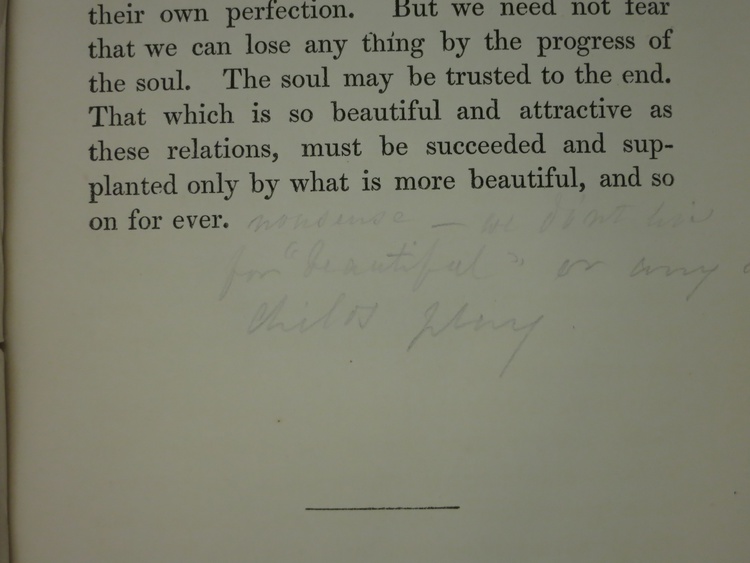 their own perfection. But we need not fear
that we can lose any thing by the progress of
the soul. The soul may be trusted to the end.
That which is so beautiful and attractive as
these relations, must be succeeded and sup-
planted only by what is more beautiful, and so
on for ever. nonsense — we don't live
for "beautiful" or any
childs play.